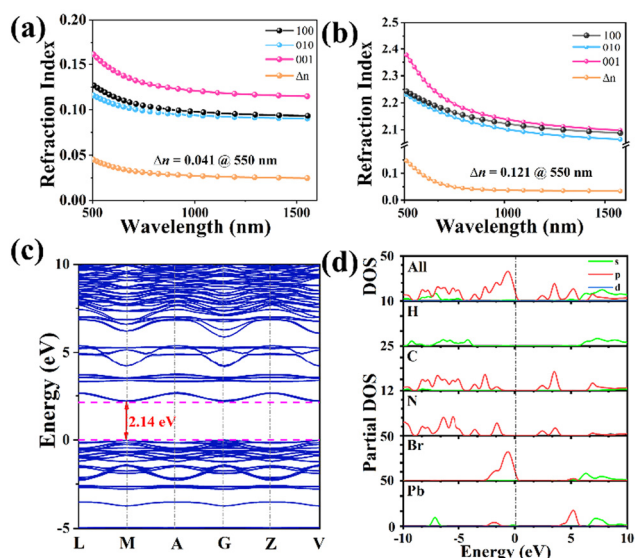 (a)
0.20
0.15
0.10
0.05
0.00
Refraction Index
100
010
001
Δn
Δn = 0.041 @ 550 nm
500
1000
1500
Wavelength (nm)
(b)
2.5
2.4
2.3
2.2
2.1
0.1
0.0
Refraction Index
100
010
001
Δn
Δn = 0.121 @ 550 nm
500
1000
1500
Wavelength (nm)
(c)
10
5
0
-5
Energy (eV)
2.14 eV
L M A G Z V
(d)
50
DOS
All
s
p
d
10
H
25
C
12
N
50
Br
50
Pb
0
Partial DOS
-10 -5 0 5 10
Energy (eV)